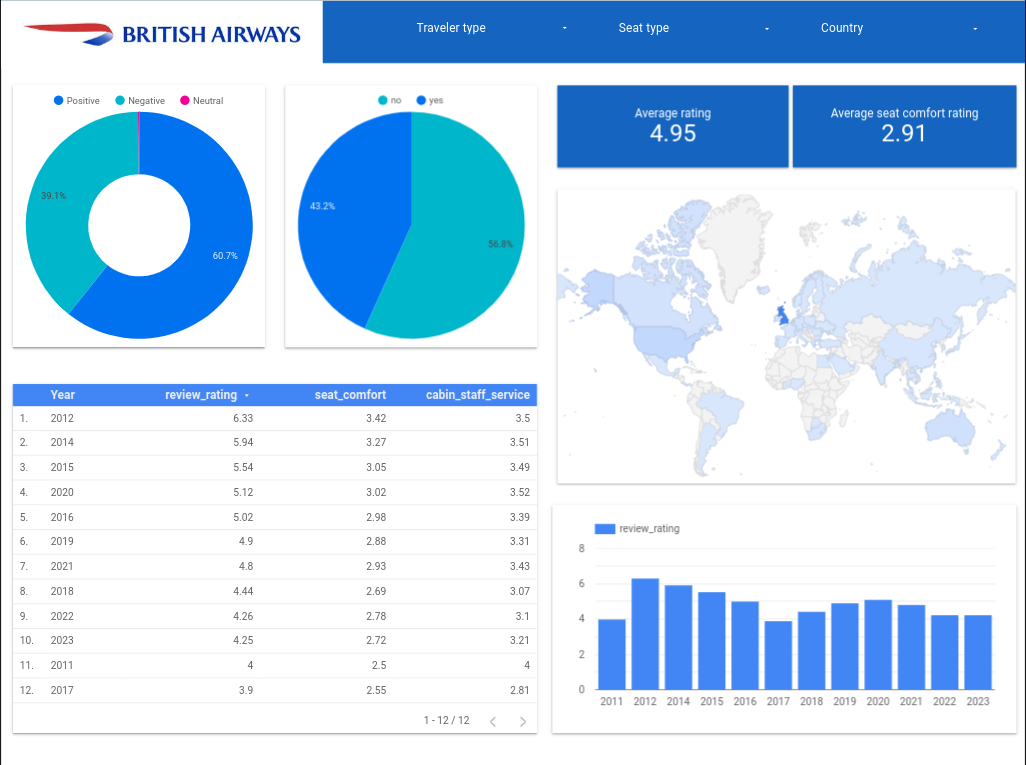 BRITISH AIRWAYS
Traveler type
Seat type
Country
Positive Negative Neutral
39.1%
60.7%
no yes
43.2%
56.8%
Average rating
4.95
Average seat comfort rating
2.91
Year review_rating seat_comfort cabin_staff_service
1. 2012 6.33 3.42 3.5
2. 2014 5.94 3.27 3.51
3. 2015 5.54 3.05 3.49
4. 2020 5.12 3.02 3.52
5. 2016 5.02 2.98 3.39
6. 2019 4.9 2.88 3.31
7. 2021 4.8 2.93 3.43
8. 2018 4.44 2.69 3.07
9. 2022 4.26 2.78 3.1
10. 2023 4.25 2.72 3.21
11. 2011 4 2.5 4
12. 2017 3.9 2.55 2.81
1 - 12 / 12
review_rating
8
6
4
2
0
2011 2012 2014 2015 2016 2017 2018 2019 2020 2021 2022 2023